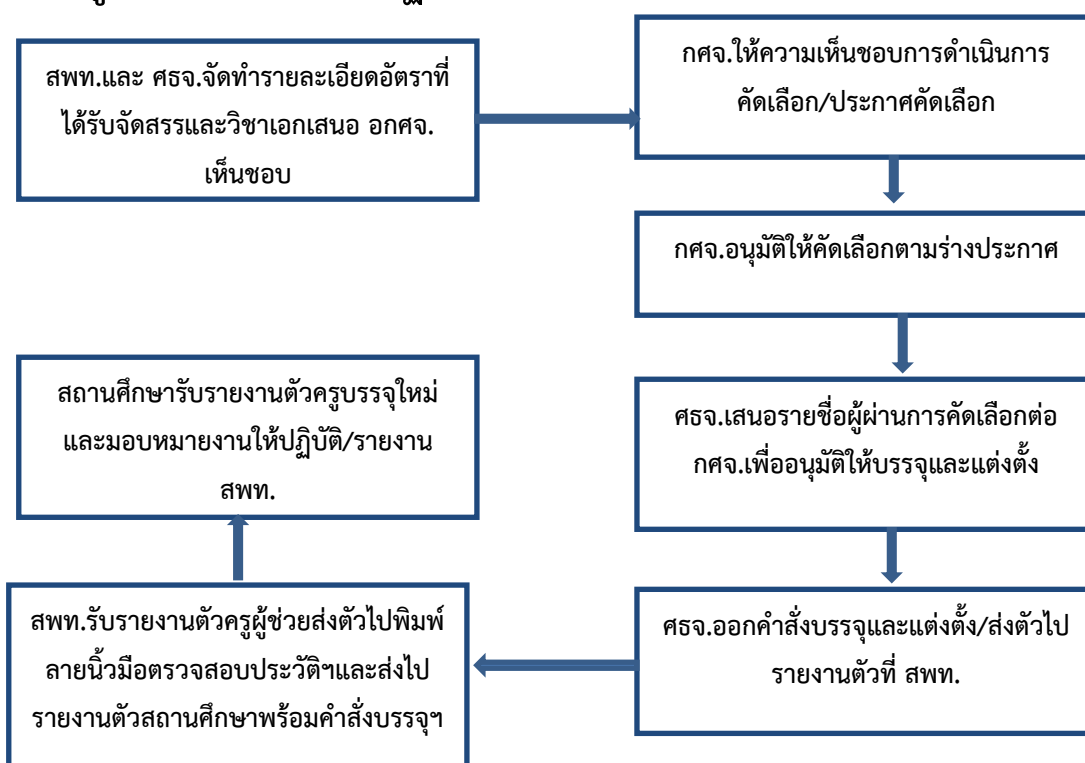 สพท.และ ศธจ.จัดทำรายละเอียดอัตราที่
ได้รับจัดสรรและวิชาเอกเสนอ อกศจ.
เห็นชอบ
กศจ.ให้ความเห็นชอบการดำเนินการ
คัดเลือก/ประกาศคัดเลือก
กศจ.อนุมัติให้คัดเลือกตามร่างประกาศ
ศธจ.เสนอรายชื่อผู้ผ่านการคัดเลือกต่อ
กศจ.เพื่ออนุมัติให้บรรจุและแต่งตั้ง
ศธจ.ออกคำสั่งบรรจุและแต่งตั้ง/ส่งตัวไป
รายงานตัวที่ สพท.
สพท.รับรายงานตัวครูผู้ช่วยส่งตัวไปพิมพ์
ลายนิ้วมือตรวจสอบประวัติฯและส่งไป
รายงานตัวสถานศึกษาพร้อมคำสั่งบรรจุฯ
สถานศึกษารับรายงานตัวครูบรรจุใหม่
และมอบหมายงานให้ปฏิบัติ/รายงาน
สพท.